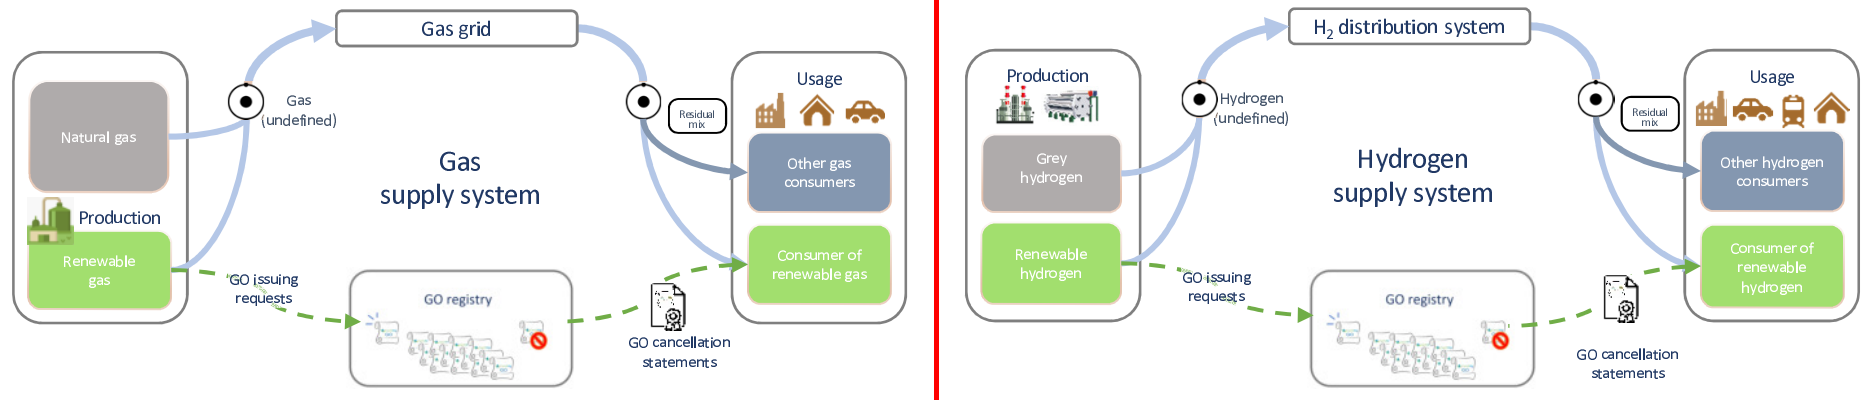 Gas grid
Usage
Natural gas
Gas
(undefined)
Residual
mix
Gas
supply system
Other gas
consumers
Production
Renewable
gas
Consumer of
renewable gas
GO issuing
requests
GO registry
GO cancellation
statements
H2 distribution system
Production
Usage
Hydrogen
(undefined)
Residual
mix
Grey
hydrogen
Hydrogen
supply system
Other hydrogen
consumers
Renewable
hydrogen
Consumer of
renewable
hydrogen
GO issuing
requests
GO registry
GO cancellation
statements